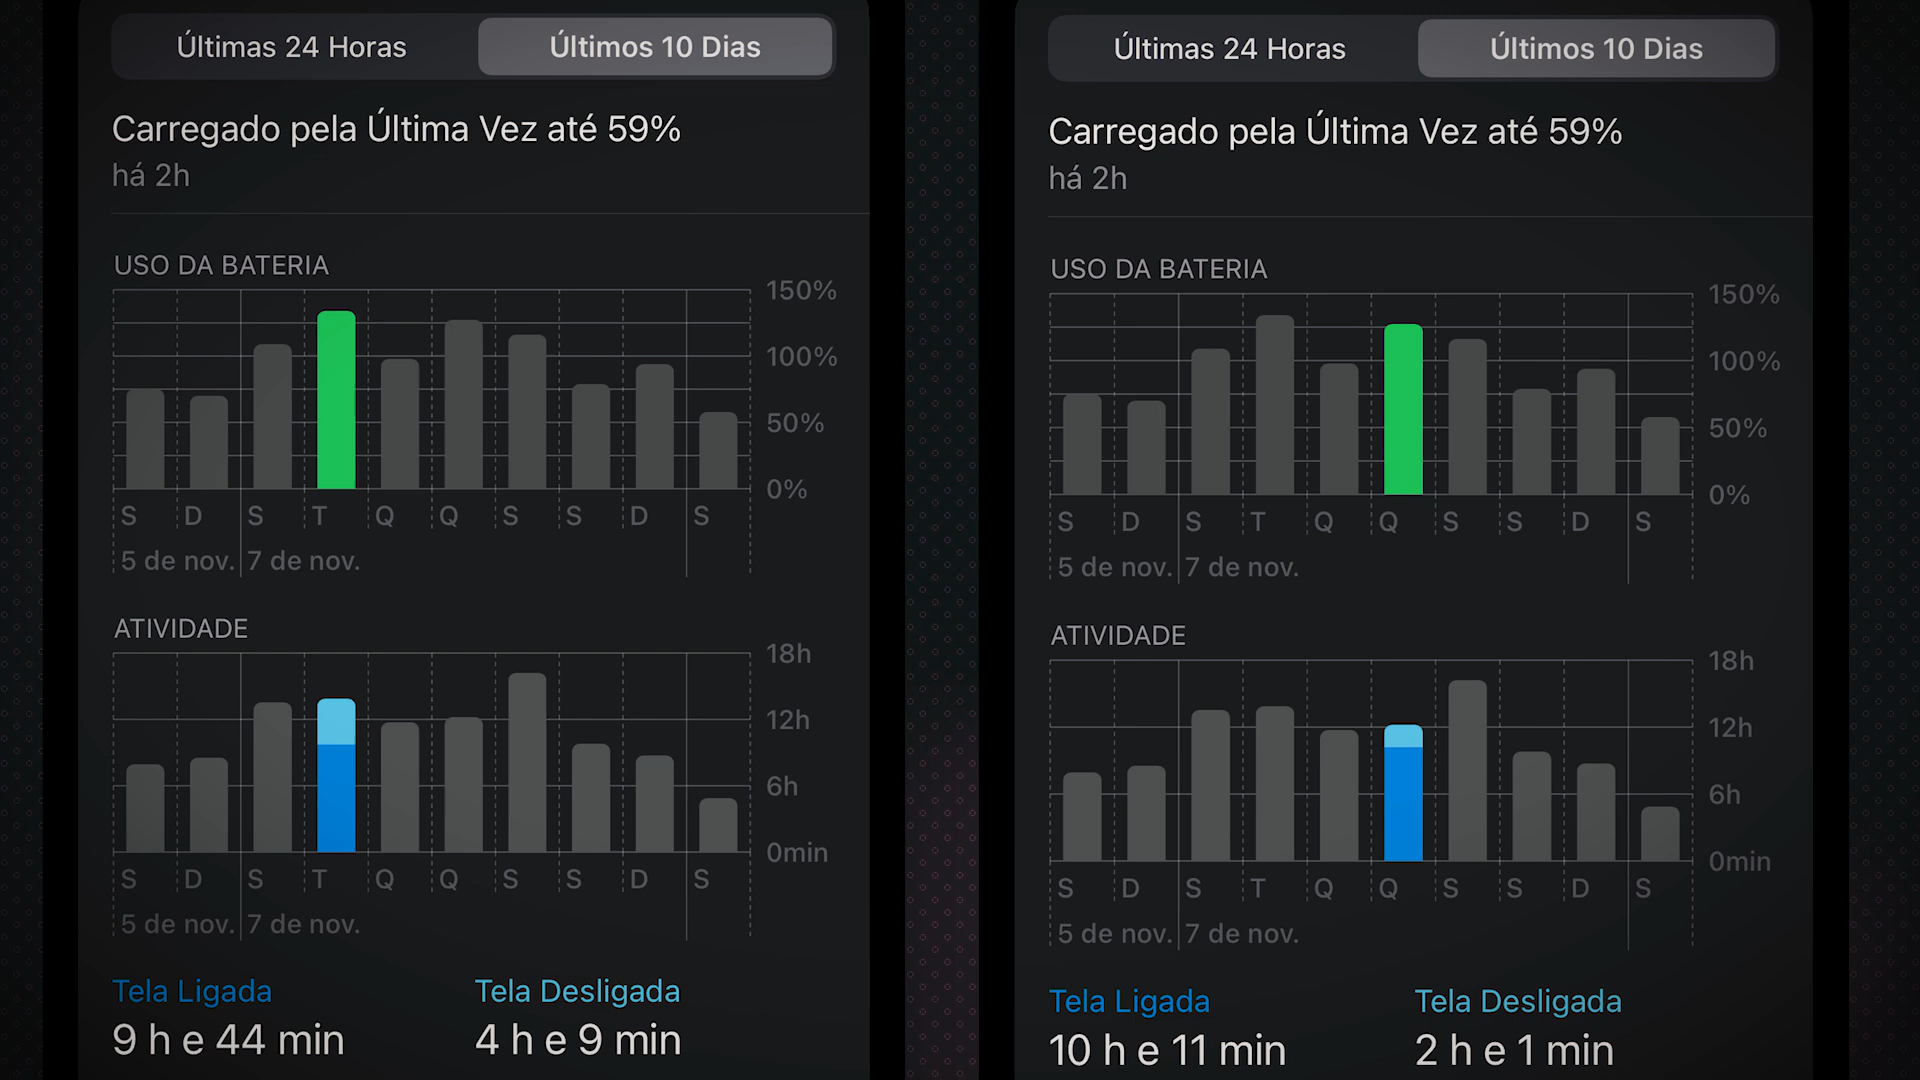 Últimas 24 Horas
Últimos 10 Dias
Carregado pela Última Vez até 59%
há 2h
USO DA BATERIA
150%
100%
50%
0%
S D S T Q Q S S D S
5 de nov. 7 de nov.
ATIVIDADE
18h
12h
6h
0min
S D S T Q Q S S D S
5 de nov. 7 de nov.
Tela Ligada
9 h e 44 min
Tela Desligada
4 h e 9 min
Últimas 24 Horas
Últimos 10 Dias
Carregado pela Última Vez até 59%
há 2h
USO DA BATERIA
150%
100%
50%
0%
S D S T Q Q S S D S
5 de nov. 7 de nov.
ATIVIDADE
18h
12h
6h
0min
S D S T Q Q S S D S
5 de nov. 7 de nov.
Tela Ligada
10 h e 11 min
Tela Desligada
2 h e 1 min